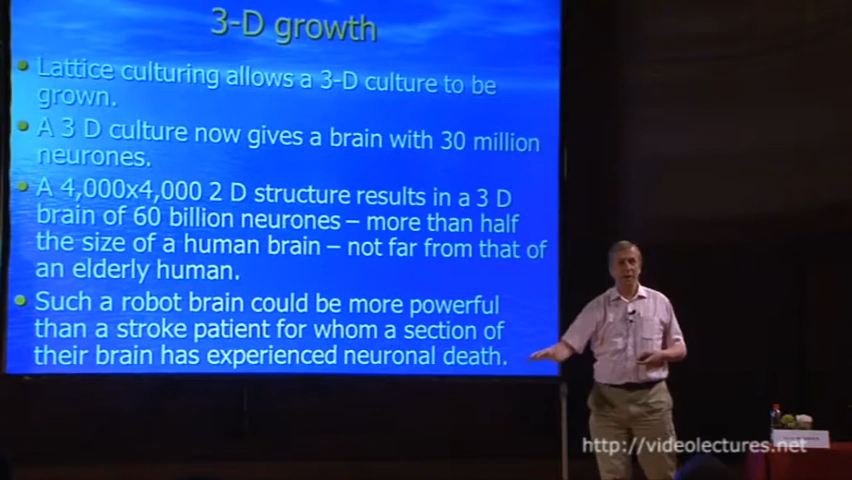 3-D growth
Lattice culturing allows a 3-D culture to be
grown.
A 3 D culture now gives a brain with 30 million
neurones.
A 4,000x4,000 2 D structure results in a 3 D
brain of 60 billion neurones – more than half
the size of a human brain – not far from that of
an elderly human.
Such a robot brain could be more powerful
than a stroke patient for whom a section of
their brain has experienced neuronal death.
http://videolectures.net